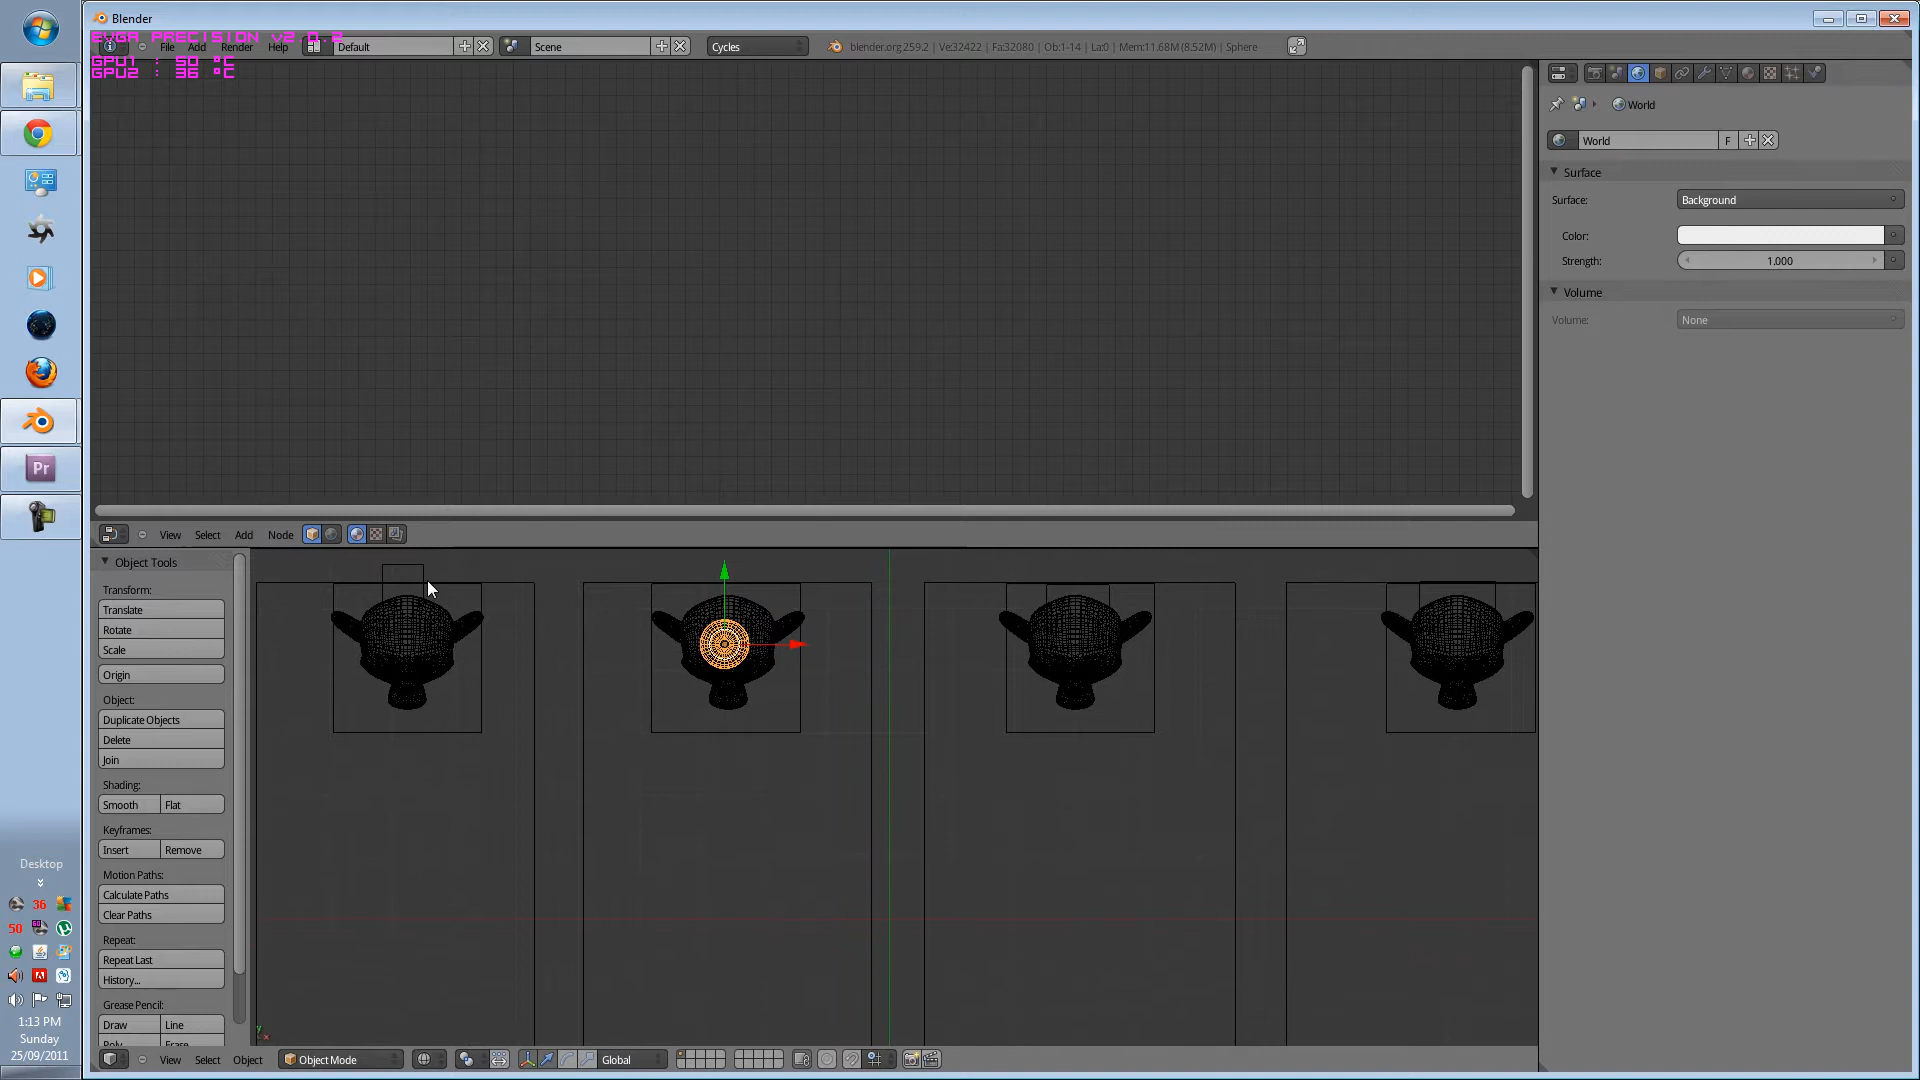 Blender
EVGA PRECISION v2.0.2
GPU1 : 50 °C
GPU2 : 36 °C
File Add Render Help Default Scene Cycles blender.org 259.2 | Ve:32422 | Fa:32080 | Ob:1-14 | La:0 | Mem:11.68M (8.52M) | Sphere
World
World F
Surface
Surface: Background
Color:
Strength: 1.000
Volume
Volume: None
Pr
View Select Add Node
Object Tools
Transform:
Translate
Rotate
Scale
Origin
Object:
Duplicate Objects
Delete
Join
Shading:
Smooth Flat
Keyframes:
Insert Remove
Motion Paths:
Calculate Paths
Clear Paths
Repeat:
Repeat Last
History...
Grease Pencil:
Draw Line
Poly Erase
View Select Object Object Mode Global
Desktop
36
50
1:13 PM
Sunday
25/09/2011